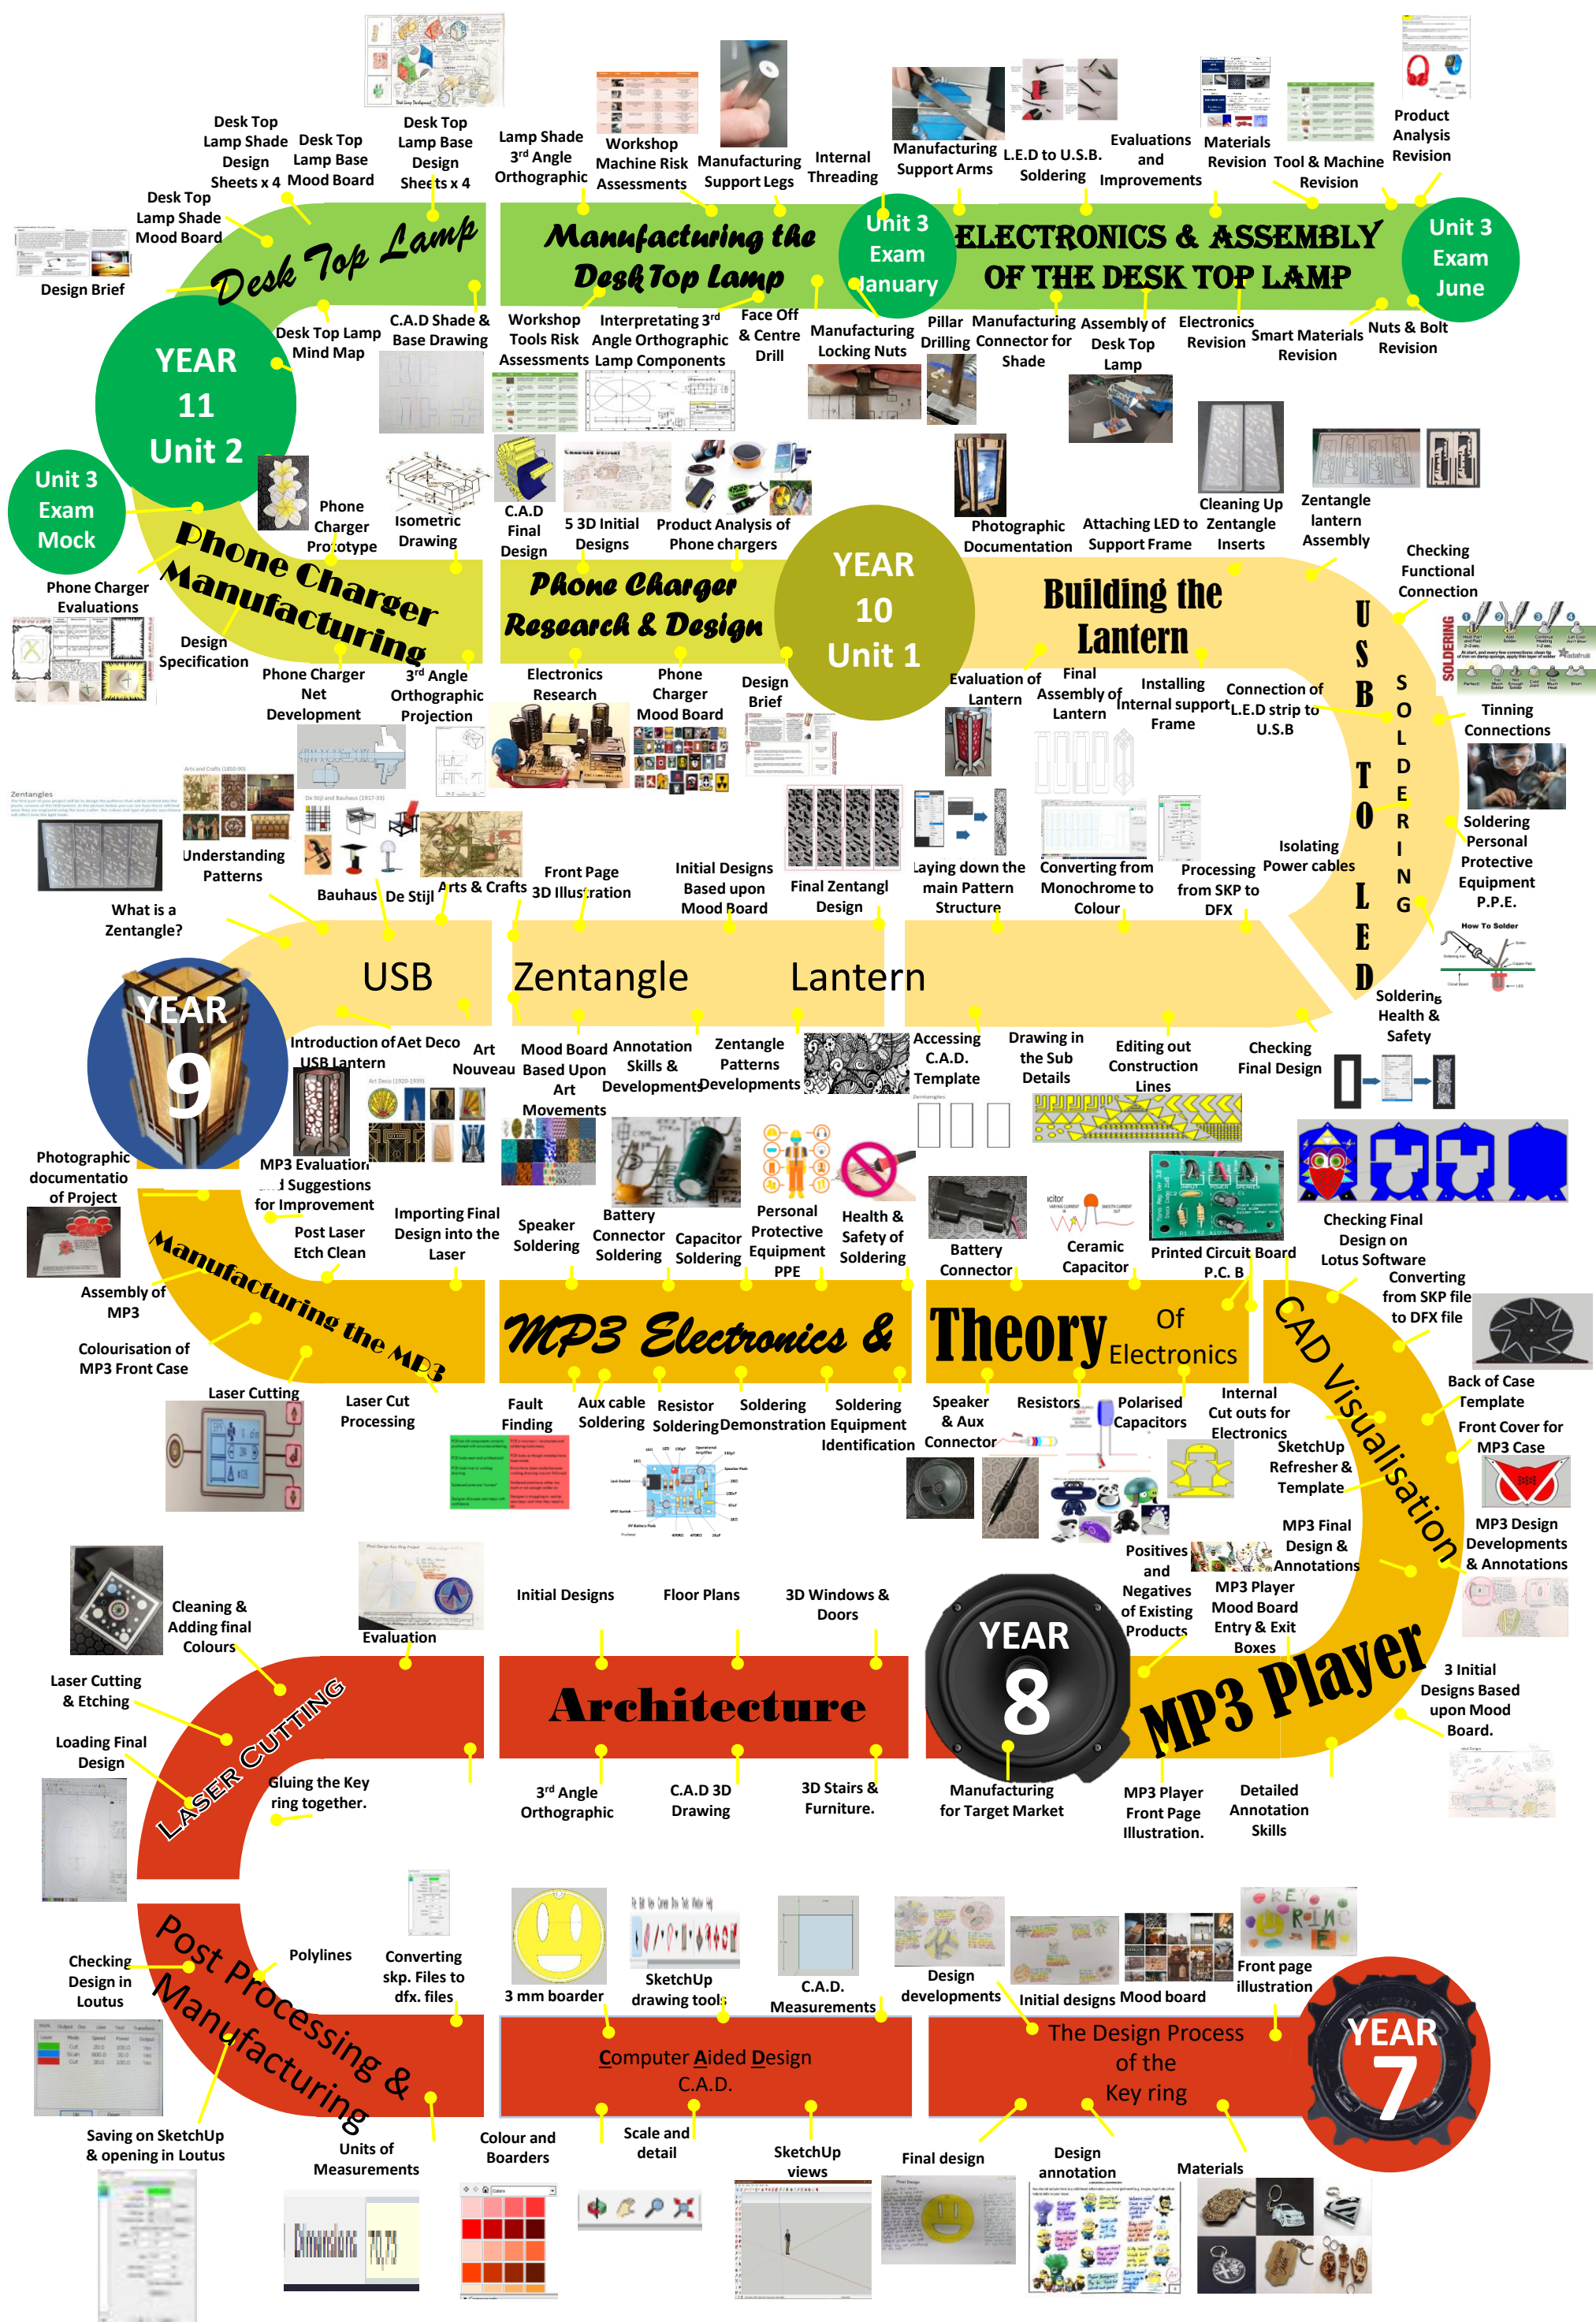 Desk Top
Lamp Shade
Design
Sheets x 4
Desk Top
Lamp Base
Mood Board
Desk Top
Lamp Base
Design
Sheets x 4
Lamp Shade
3rd Angle
Orthographic
Workshop
Machine Risk
Assessments
Manufacturing
Support Legs
Internal
Threading
Manufacturing
Support Arms
L.E.D to U.S.B.
Soldering
Evaluations
and
Improvements
Materials
Revision
Tool & Machine
Revision
Product
Analysis
Revision
Desk Top
Lamp Shade
Mood Board
Design Brief
Desk Top Lamp
Manufacturing the
Desk Top Lamp
Unit 3
Exam
January
ELECTRONICS & ASSEMBLY
OF THE DESK TOP LAMP
Unit 3
Exam
June
Desk Top Lamp
Mind Map
C.A.D Shade &
Base Drawing
Workshop
Tools Risk
Assessments
Interpretating 3rd
Angle Orthographic
Lamp Components
Face Off
& Centre
Drill
Manufacturing
Locking Nuts
Pillar
Drilling
Manufacturing
Connector for
Shade
Assembly of
Desk Top
Lamp
Electronics
Revision
Smart Materials
Revision
Nuts & Bolt
Revision
YEAR
11
Unit 2
Unit 3
Exam
Mock
Phone
Charger
Prototype
Isometric
Drawing
C.A.D
Final
Design
5 3D Initial
Designs
Product Analysis of
Phone chargers
Photographic
Documentation
Attaching LED to
Support Frame
Cleaning Up
Zentangle
Inserts
Zentangle
lantern
Assembly
Checking
Functional
Connection
Phone Charger
Manufacturing
Phone Charger
Research & Design
YEAR
10
Unit 1
Building the
Lantern
USB TO LED
SOLDERING
Phone Charger
Evaluations
Design
Specification
Phone Charger
Net
Development
3rd Angle
Orthographic
Projection
Electronics
Research
Phone
Charger
Mood Board
Design
Brief
Evaluation of
Lantern
Final
Assembly of
Lantern
Installing
Internal support
Frame
Connection of
L.E.D strip to
U.S.B
SOLDERING
Tinning
Connections
Soldering
Personal
Protective
Equipment
P.P.E.
Isolating
Power cables
How To Solder
Soldering
Health &
Safety
Zentangles
Arts and Crafts (1850-90)
De Stijl and Bauhaus (1917-33)
What is a
Zentangle?
Understanding
Patterns
Bauhaus
De Stijl
Arts & Crafts
Front Page
3D Illustration
Initial Designs
Based upon
Mood Board
Final Zentangl
Design
Laying down the
main Pattern
Structure
Converting from
Monochrome to
Colour
Processing
from SKP to
DFX
YEAR
9
USB Zentangle Lantern
Introduction of
USB Lantern
Aet Deco
Art
Nouveau
Mood Board
Based Upon
Art
Movements
Annotation
Skills &
Developments
Zentangle
Patterns
Developments
Accessing
C.A.D.
Template
Drawing in
the Sub
Details
Editing out
Construction
Lines
Checking
Final Design
Art Deco (1920-1939)
Zentangles
Photographic
documentatio
of Project
MP3 Evaluation
and Suggestions
for Improvement
Post Laser
Etch Clean
Importing Final
Design into the
Laser
Speaker
Soldering
Battery
Connector
Soldering
Capacitor
Soldering
Personal
Protective
Equipment
PPE
Health &
Safety of
Soldering
Battery
Connector
Ceramic
Capacitor
Printed Circuit Board
P.C. B
Checking Final
Design on
Lotus Software
Converting
from SKP file
to DFX file
Manufacturing the MP3
MP3 Electronics &
Theory Of
Electronics
CAD Visualisation
Assembly of
MP3
Colourisation of
MP3 Front Case
Laser Cutting
Laser Cut
Processing
Fault
Finding
Aux cable
Soldering
Resistor
Soldering
Soldering
Demonstration
Soldering
Equipment
Identification
Speaker
& Aux
Connector
Resistors
Polarised
Capacitors
Internal
Cut outs for
Electronics
Back of Case
Template
Front Cover for
MP3 Case
SketchUp
Refresher &
Template
MP3 Final
Design &
Annotations
MP3 Design
Developments
& Annotations
Positives
and
Negatives
of Existing
Products
MP3 Player
Mood Board
Entry & Exit
Boxes
3 Initial
Designs Based
upon Mood
Board.
Cleaning &
Adding final
Colours
Evaluation
Initial Designs
Floor Plans
3D Windows &
Doors
Laser Cutting
& Etching
Loading Final
Design
LASER CUTTING
Architecture
YEAR
8
MP3 Player
Gluing the Key
ring together.
3rd Angle
Orthographic
C.A.D 3D
Drawing
3D Stairs &
Furniture.
Manufacturing
for Target Market
MP3 Player
Front Page
Illustration.
Detailed
Annotation
Skills
Checking
Design in
Loutus
Polylines
Converting
skp. Files to
dfx. files
3 mm boarder
SketchUp
drawing tools
C.A.D.
Measurements
Design
developments
Initial designs
Mood board
KEY
RING
Front page
illustration
Post Processing &
Manufacturing
Computer Aided Design
C.A.D.
The Design Process
of the
Key ring
YEAR
7
Saving on SketchUp
& opening in Loutus
Units of
Measurements
Colour and
Boarders
Scale and
detail
SketchUp
views
Final design
Design
annotation
Materials